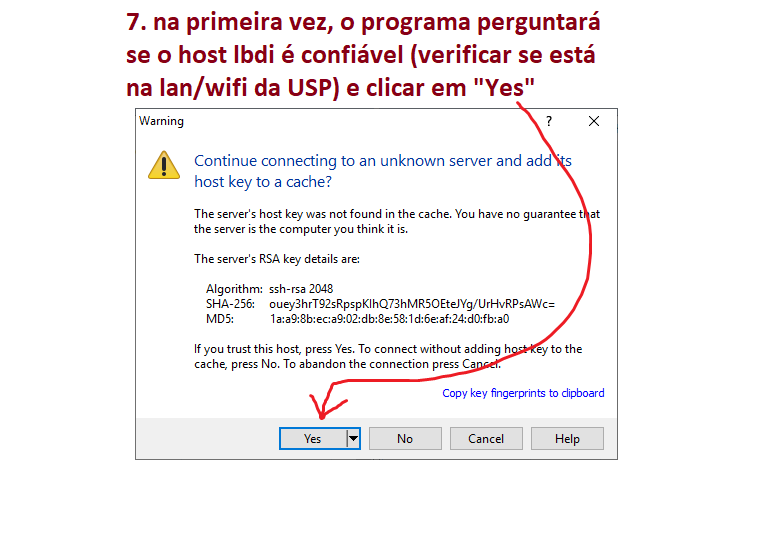 7. na primeira vez, o programa perguntará
se o host lbdi é confiável (verificar se está
na lan/wifi da USP) e clicar em "Yes"
Warning
?
Continue connecting to an unknown server and add its
host key to a cache?
The server's host key was not found in the cache. You have no guarantee that
the server is the computer you think it is.
The server's RSA key details are:
Algorithm: ssh-rsa 2048
SHA-256: ouey3hrT92sRpspKlhQ73hMR5OEteJYg/UrHvRPsAWc=
MD5: 1a:a9:8b:ec:a9:02:db:8e:58:1d:6e:af:24:d0:fb:a0
If you trust this host, press Yes. To connect without adding host key to the
cache, press No. To abandon the connection press Cancel.
Copy key fingerprints to clipboard
Yes
No
Cancel
Help